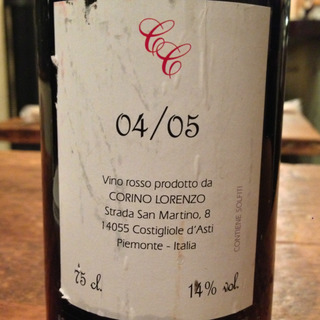 CC
04/05
Vino rosso prodotto da
CORINO LORENZO
Strada San Martino, 8
14055 Costigliole d'Asti
Piemonte - Italia
CONTIENE SOLFITI
75 cl.
14% vol.